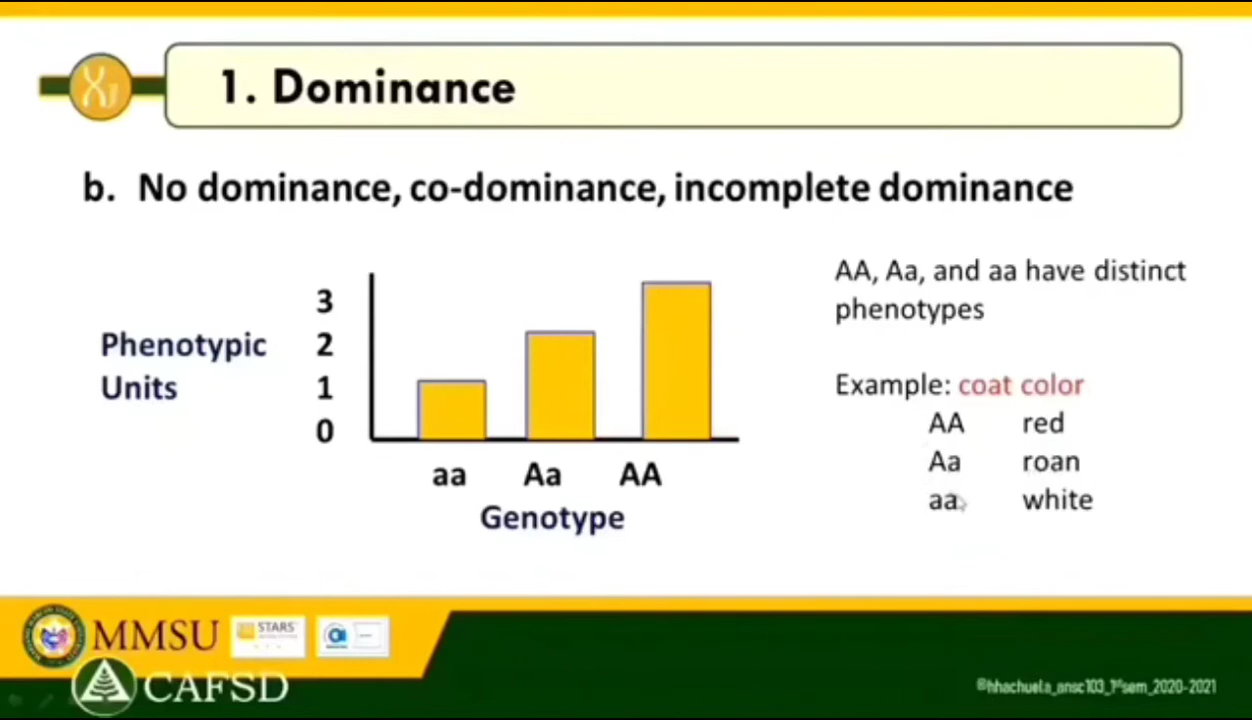 1. Dominance
b. No dominance, co-dominance, incomplete dominance
Phenotypic
Units
3
2
1
0
aa Aa AA
Genotype
AA, Aa, and aa have distinct
phenotypes
Example: coat color
AA red
Aa roan
aa white
MMSU
STARS
CAFSD
@hhachuela_ansc103_1stsem_2020-2021